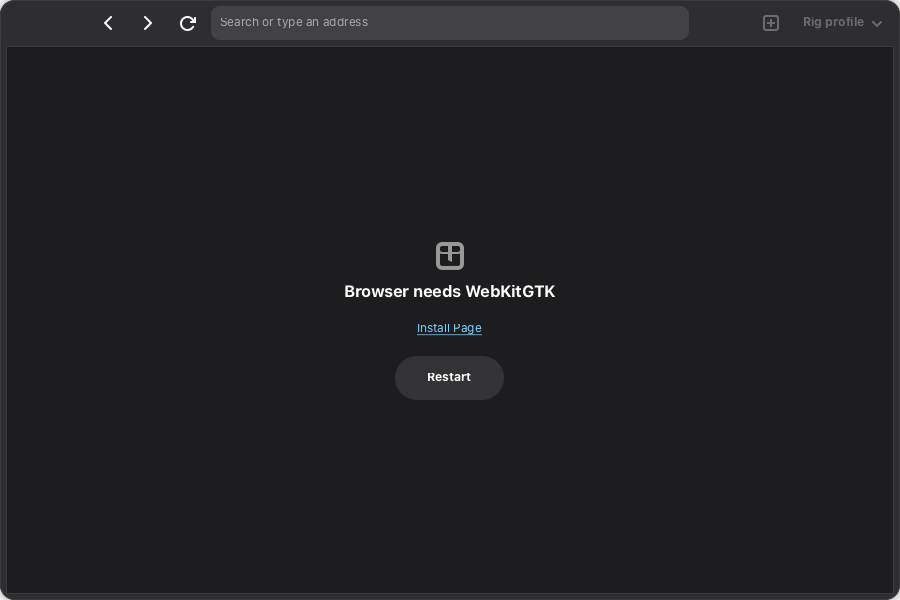 Search or type an address
Rig profile
Browser needs WebKitGTK
Install Page
Restart